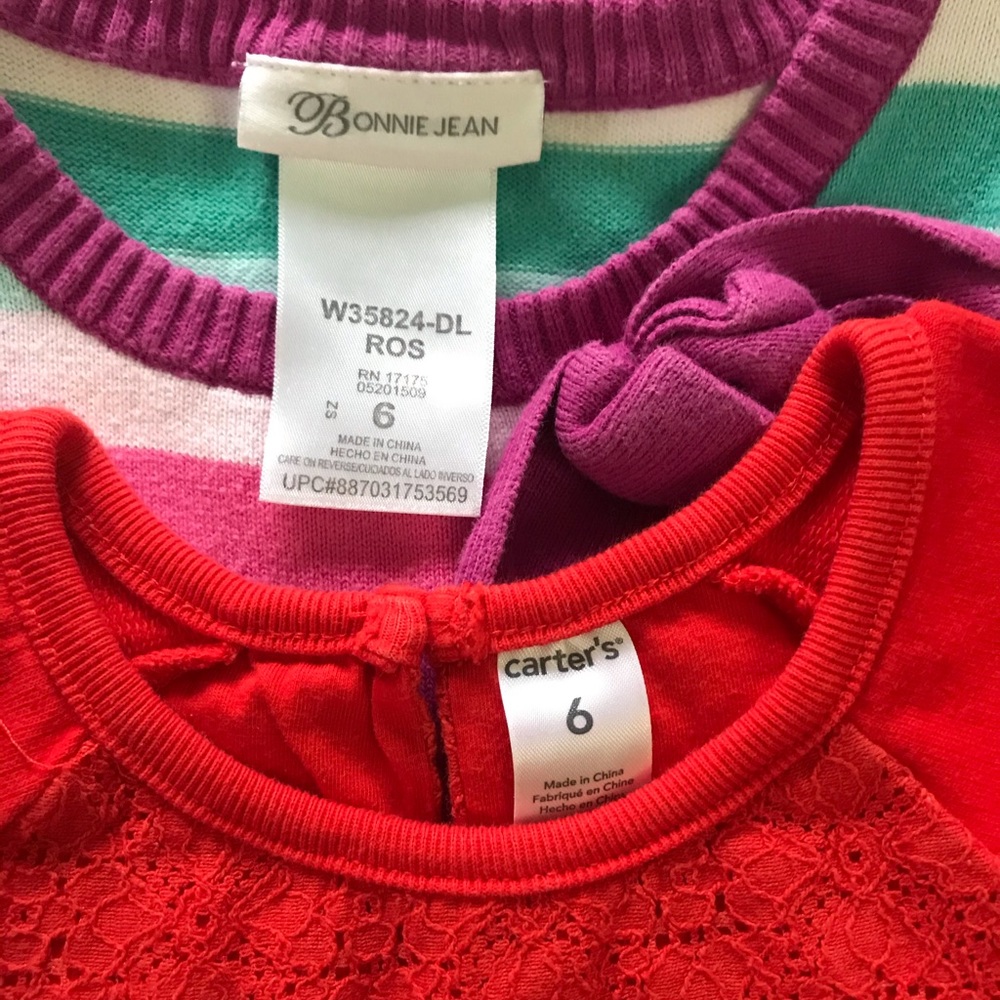 BONNIE JEAN
W35824-DL
ROS
RN 17175
05201509
ZS 6
MADE IN CHINA
HECHO EN CHINA
CARE ON REVERSE/CUIDADOS AL LADO INVERSO
UPC#887031753569
carter's®
6
Made in China
Fabriqué en Chine
Hecho en China